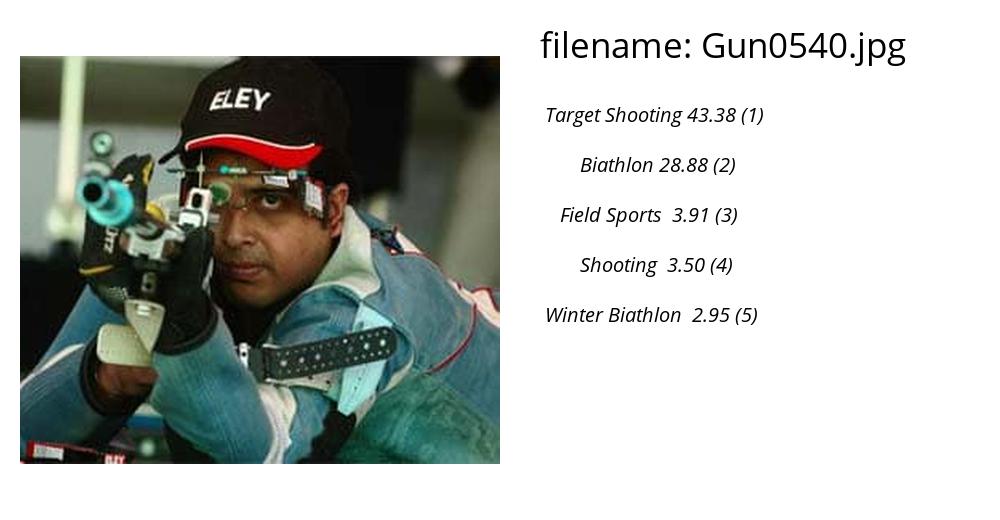 filename: Gun0540.jpg
ELEY
Target Shooting 43.38 (1)
Biathlon 28.88 (2)
Field Sports 3.91 (3)
Shooting 3.50 (4)
Winter Biathlon 2.95 (5)